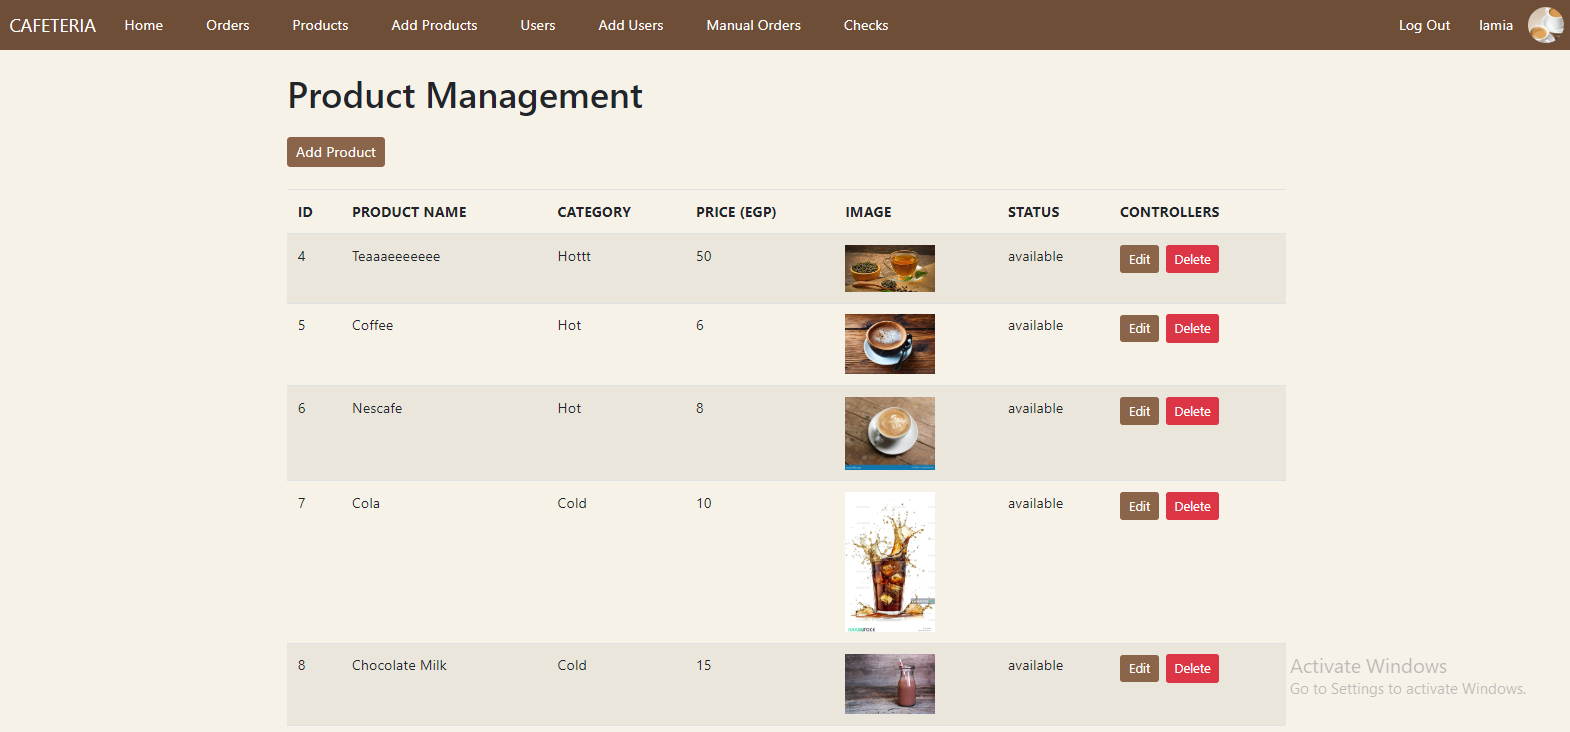 CAFETERIA Home Orders Products Add Products Users Add Users Manual Orders Checks Log Out lamia
Product Management
Add Product
ID PRODUCT NAME CATEGORY PRICE (EGP) IMAGE STATUS CONTROLLERS
4 Teaaaeeeeeee Hottt 50 available Edit Delete
5 Coffee Hot 6 available Edit Delete
6 Nescafe Hot 8 available Edit Delete
7 Cola Cold 10 available Edit Delete
8 Chocolate Milk Cold 15 available Edit Delete
Activate Windows
Go to Settings to activate Windows.